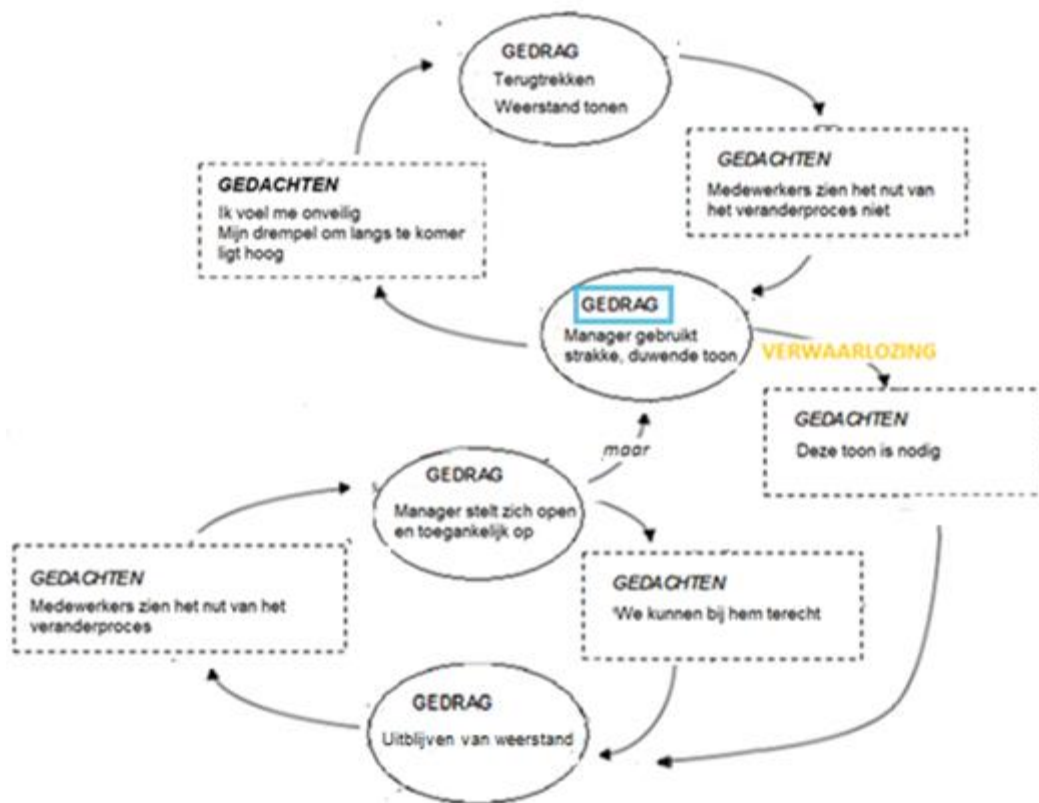 GEDRAG
Terugtrekken
Weerstand tonen
GEDACHTEN
Medewerkers zien het nut van
het veranderproces niet
GEDACHTEN
Ik voel me onveilig
Mijn drempel om langs te komer
ligt hoog
GEDRAG
Manager gebruikt
strakke, duwende toon
VERWAARLOZING
GEDACHTEN
Deze toon is nodig
maar
GEDRAG
Manager stelt zich open
en toegankelijk op
GEDACHTEN
Medewerkers zien het nut van het
veranderproces
GEDACHTEN
'We kunnen bij hem terecht
GEDRAG
Uitblijven van weerstand